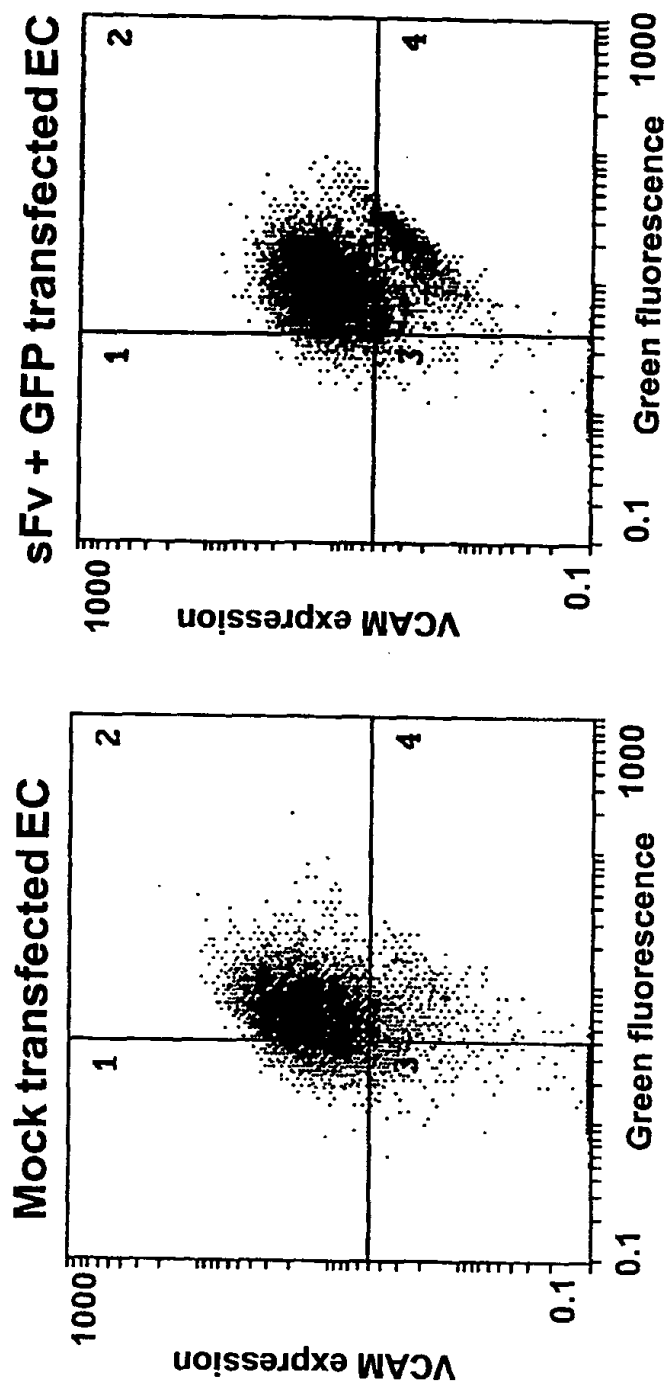 Mock transfected EC
1000
VCAM expression
0.1
1
2
3
4
0.1
Green fluorescence
1000
sFv + GFP transfected EC
1000
VCAM expression
0.1
1
2
3
4
0.1
Green fluorescence
1000